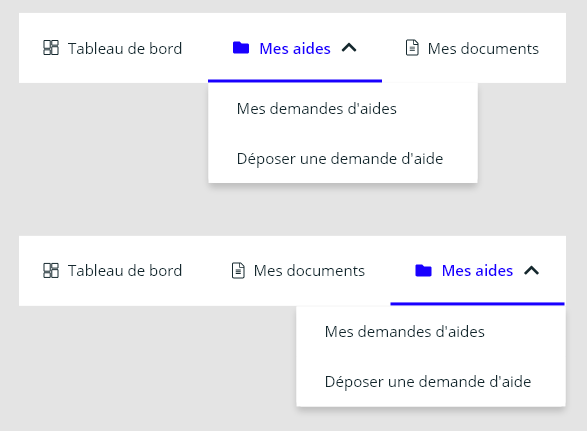 Tableau de bord Mes aides Mes documents
Mes demandes d'aides
Déposer une demande d'aide
Tableau de bord Mes documents Mes aides
Mes demandes d'aides
Déposer une demande d'aide